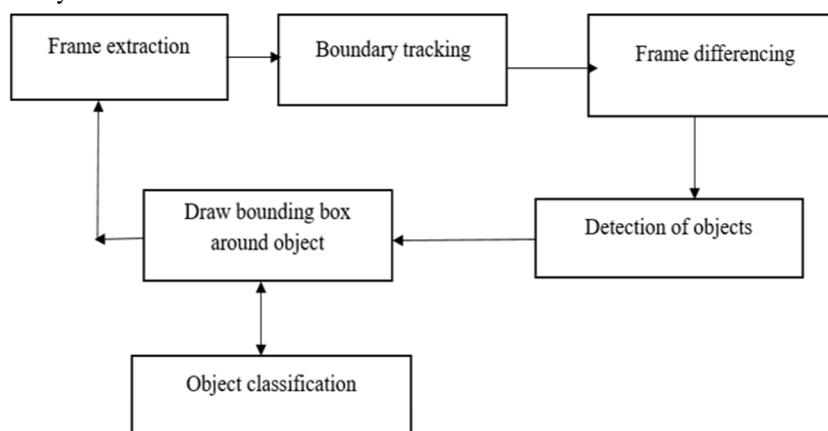 Frame extraction
Boundary tracking
Frame differencing
Detection of objects
Draw bounding box
around object
Object classification